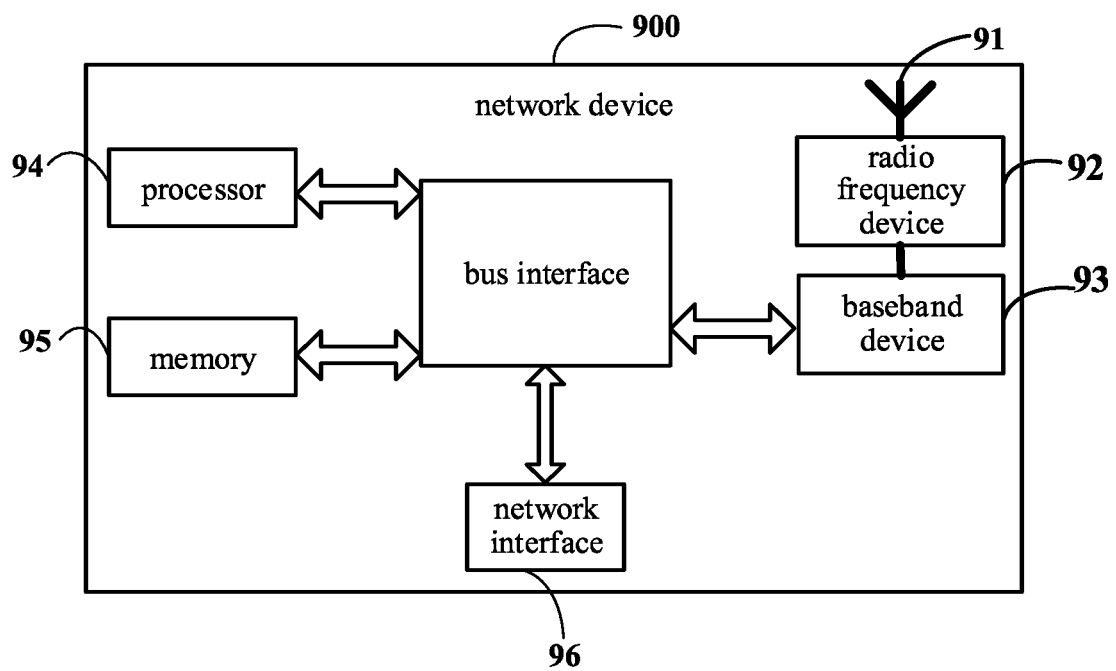 900
91
network device
94
processor
radio
frequency
device
92
bus interface
93
baseband
device
95
memory
network
interface
96